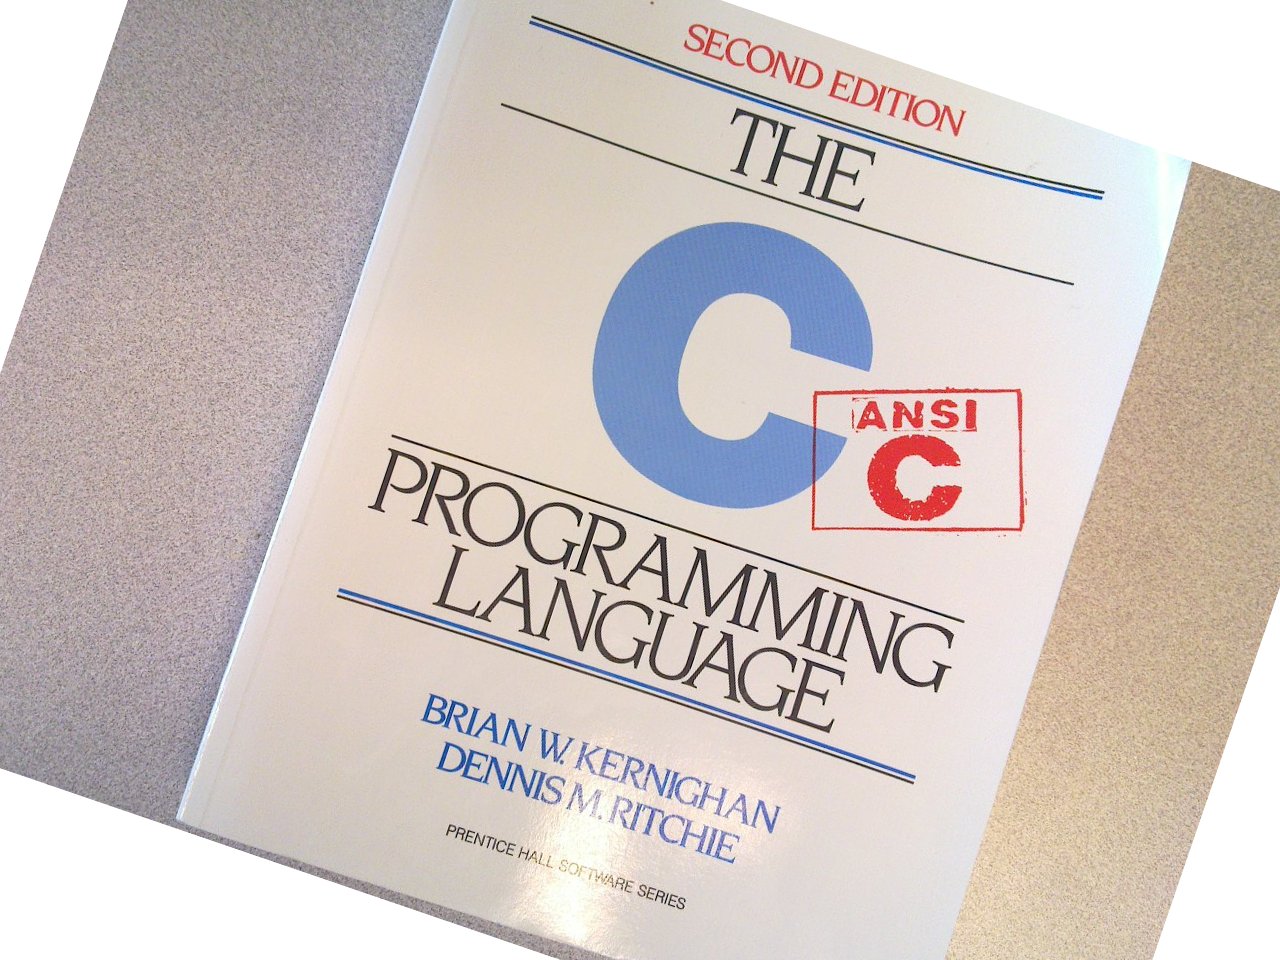 SECOND EDITION
THE
C
ANSI
C
PROGRAMMING
LANGUAGE
BRIAN W. KERNIGHAN
DENNIS M. RITCHIE
PRENTICE HALL SOFTWARE SERIES